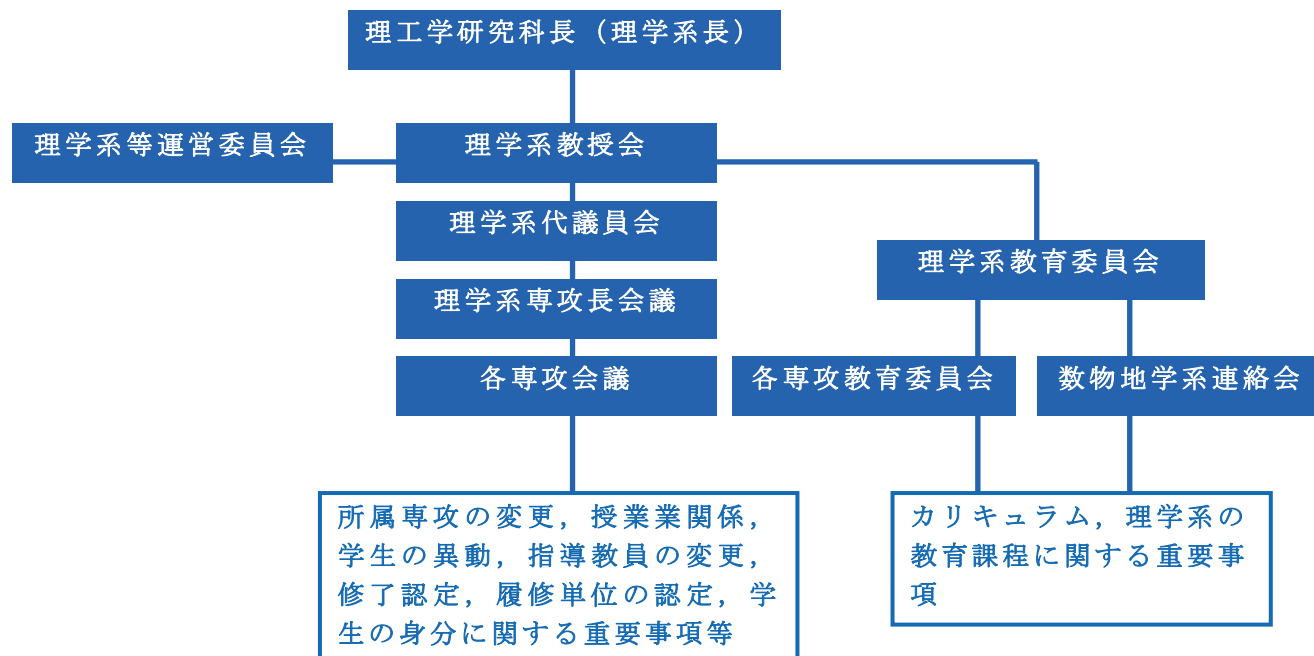 理工学研究科長（理学系長）
理学系等運営委員会
理学系教授会
理学系代議員会
理学系教育委員会
理学系専攻長会議
各専攻会議
各専攻教育委員会
数物地学系連絡会
所属専攻の変更，授業業関係，
学生の異動，指導教員の変更，
修了認定，履修単位の認定，学
生の身分に関する重要事項等
カリキュラム，理学系の
教育課程に関する重要事
項